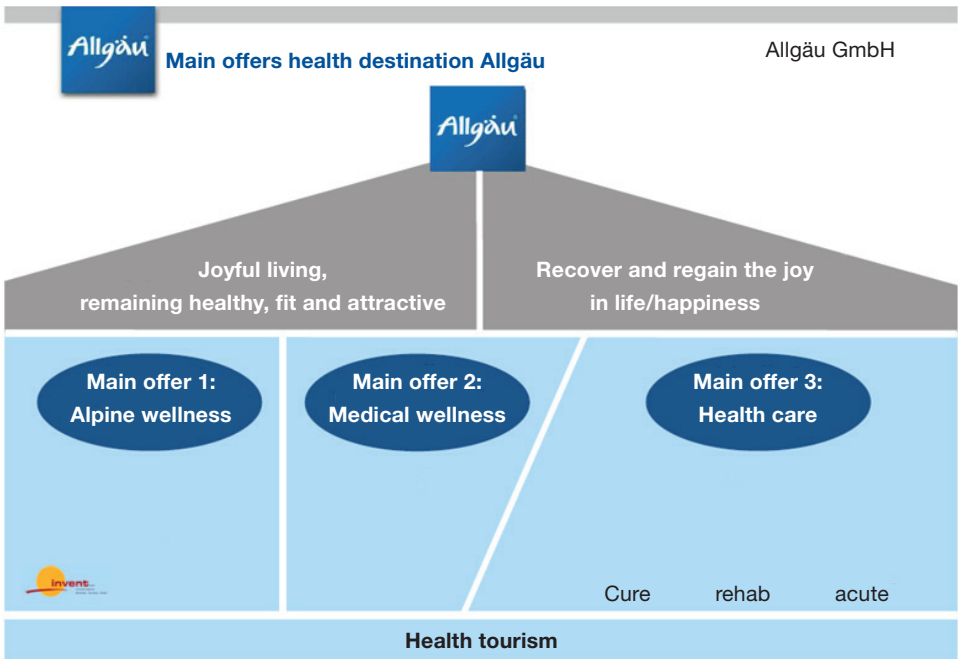 Allgäu
Main offers health destination Allgäu
Allgäu GmbH
Allgäu
Joyful living,
remaining healthy, fit and attractive
Recover and regain the joy
in life/happiness
Main offer 1:
Alpine wellness
Main offer 2:
Medical wellness
Main offer 3:
Health care
invent
Cure rehab acute
Health tourism